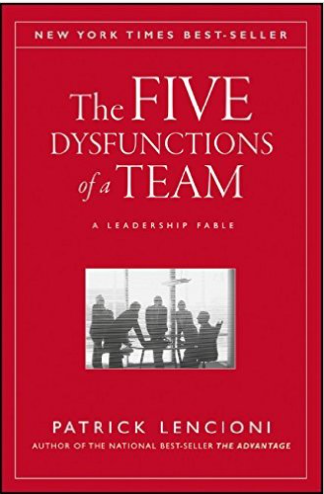 NEW YORK TIMES BEST-SELLER
The FIVE
DYSFUNCTIONS
of a TEAM
A LEADERSHIP FABLE
PATRICK LENCIONI
AUTHOR OF THE NATIONAL BEST-SELLER THE ADVANTAGE